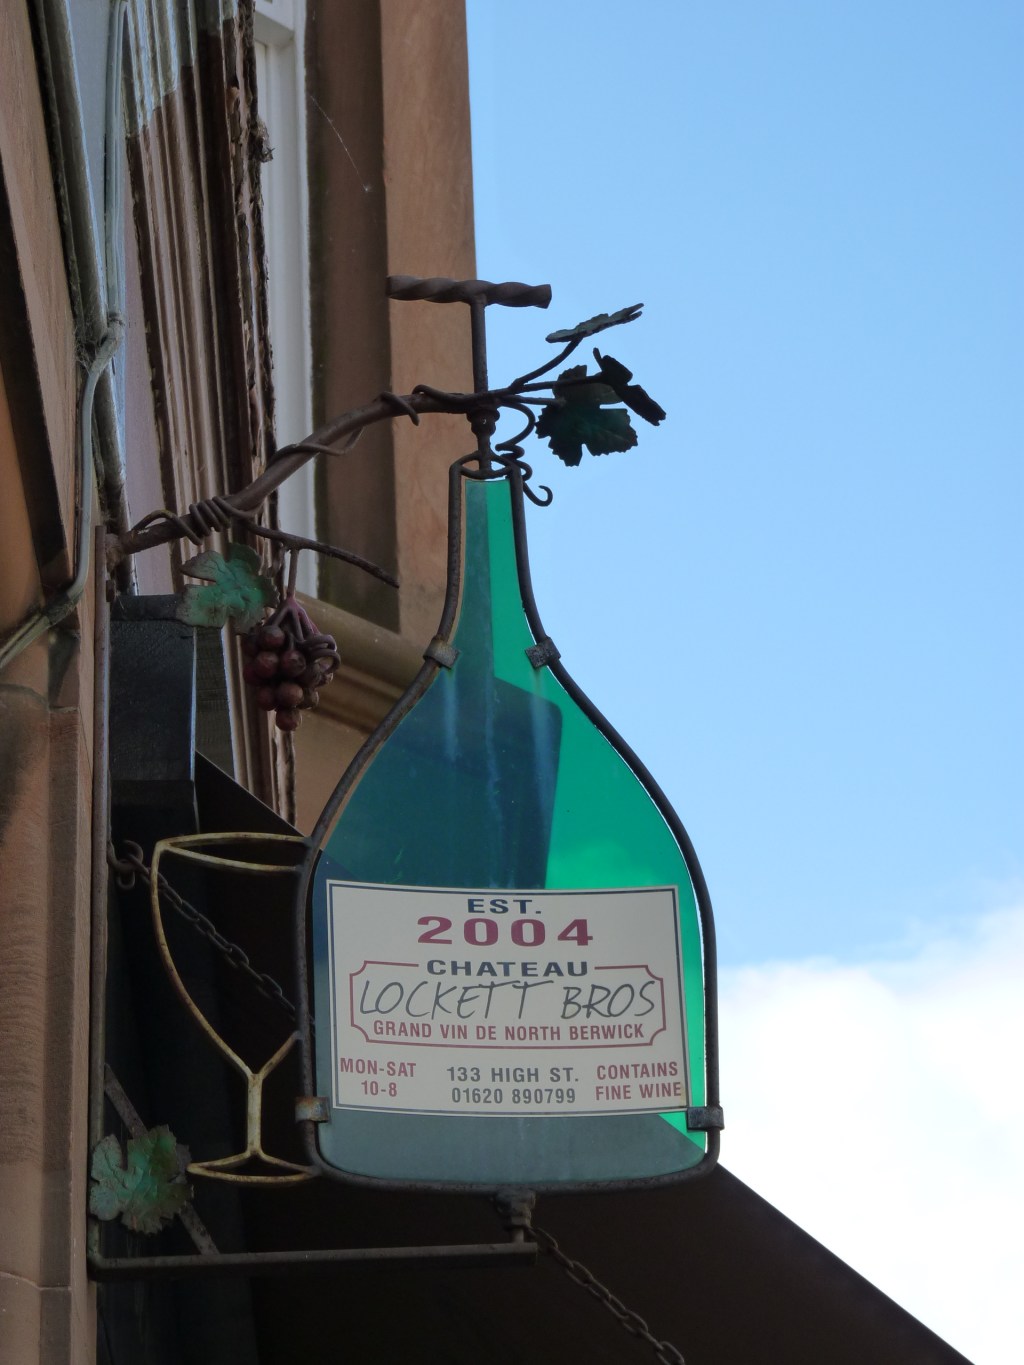 EST.
2004
CHATEAU
LOCKETT BROS
GRAND VIN DE NORTH BERWICK
MON-SAT 133 HIGH ST. CONTAINS
10-8 01620 890799 FINE WINE